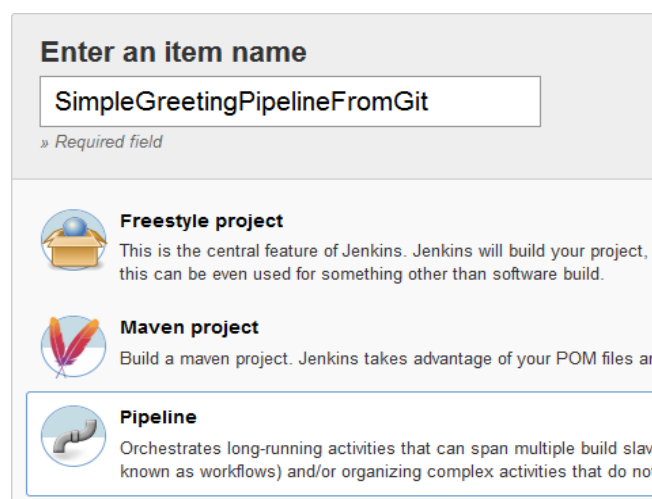 Enter an item name
SimpleGreetingPipelineFromGit
» Required field
Freestyle project
This is the central feature of Jenkins. Jenkins will build your project,
this can be even used for something other than software build.
Maven project
Build a maven project. Jenkins takes advantage of your POM files
Pipeline
Orchestrates long-running activities that can span multiple build
known as workflows) and/or organizing complex activities that do